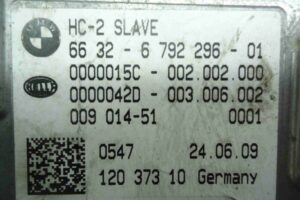 HC-2 SLAVE
66 32 - 6 792 296 - 01
0000015C - 002.002.000
HELLA 0000042D - 003.006.002
009 014-51 0001
0547 24.06.09
120 373 10 Germany